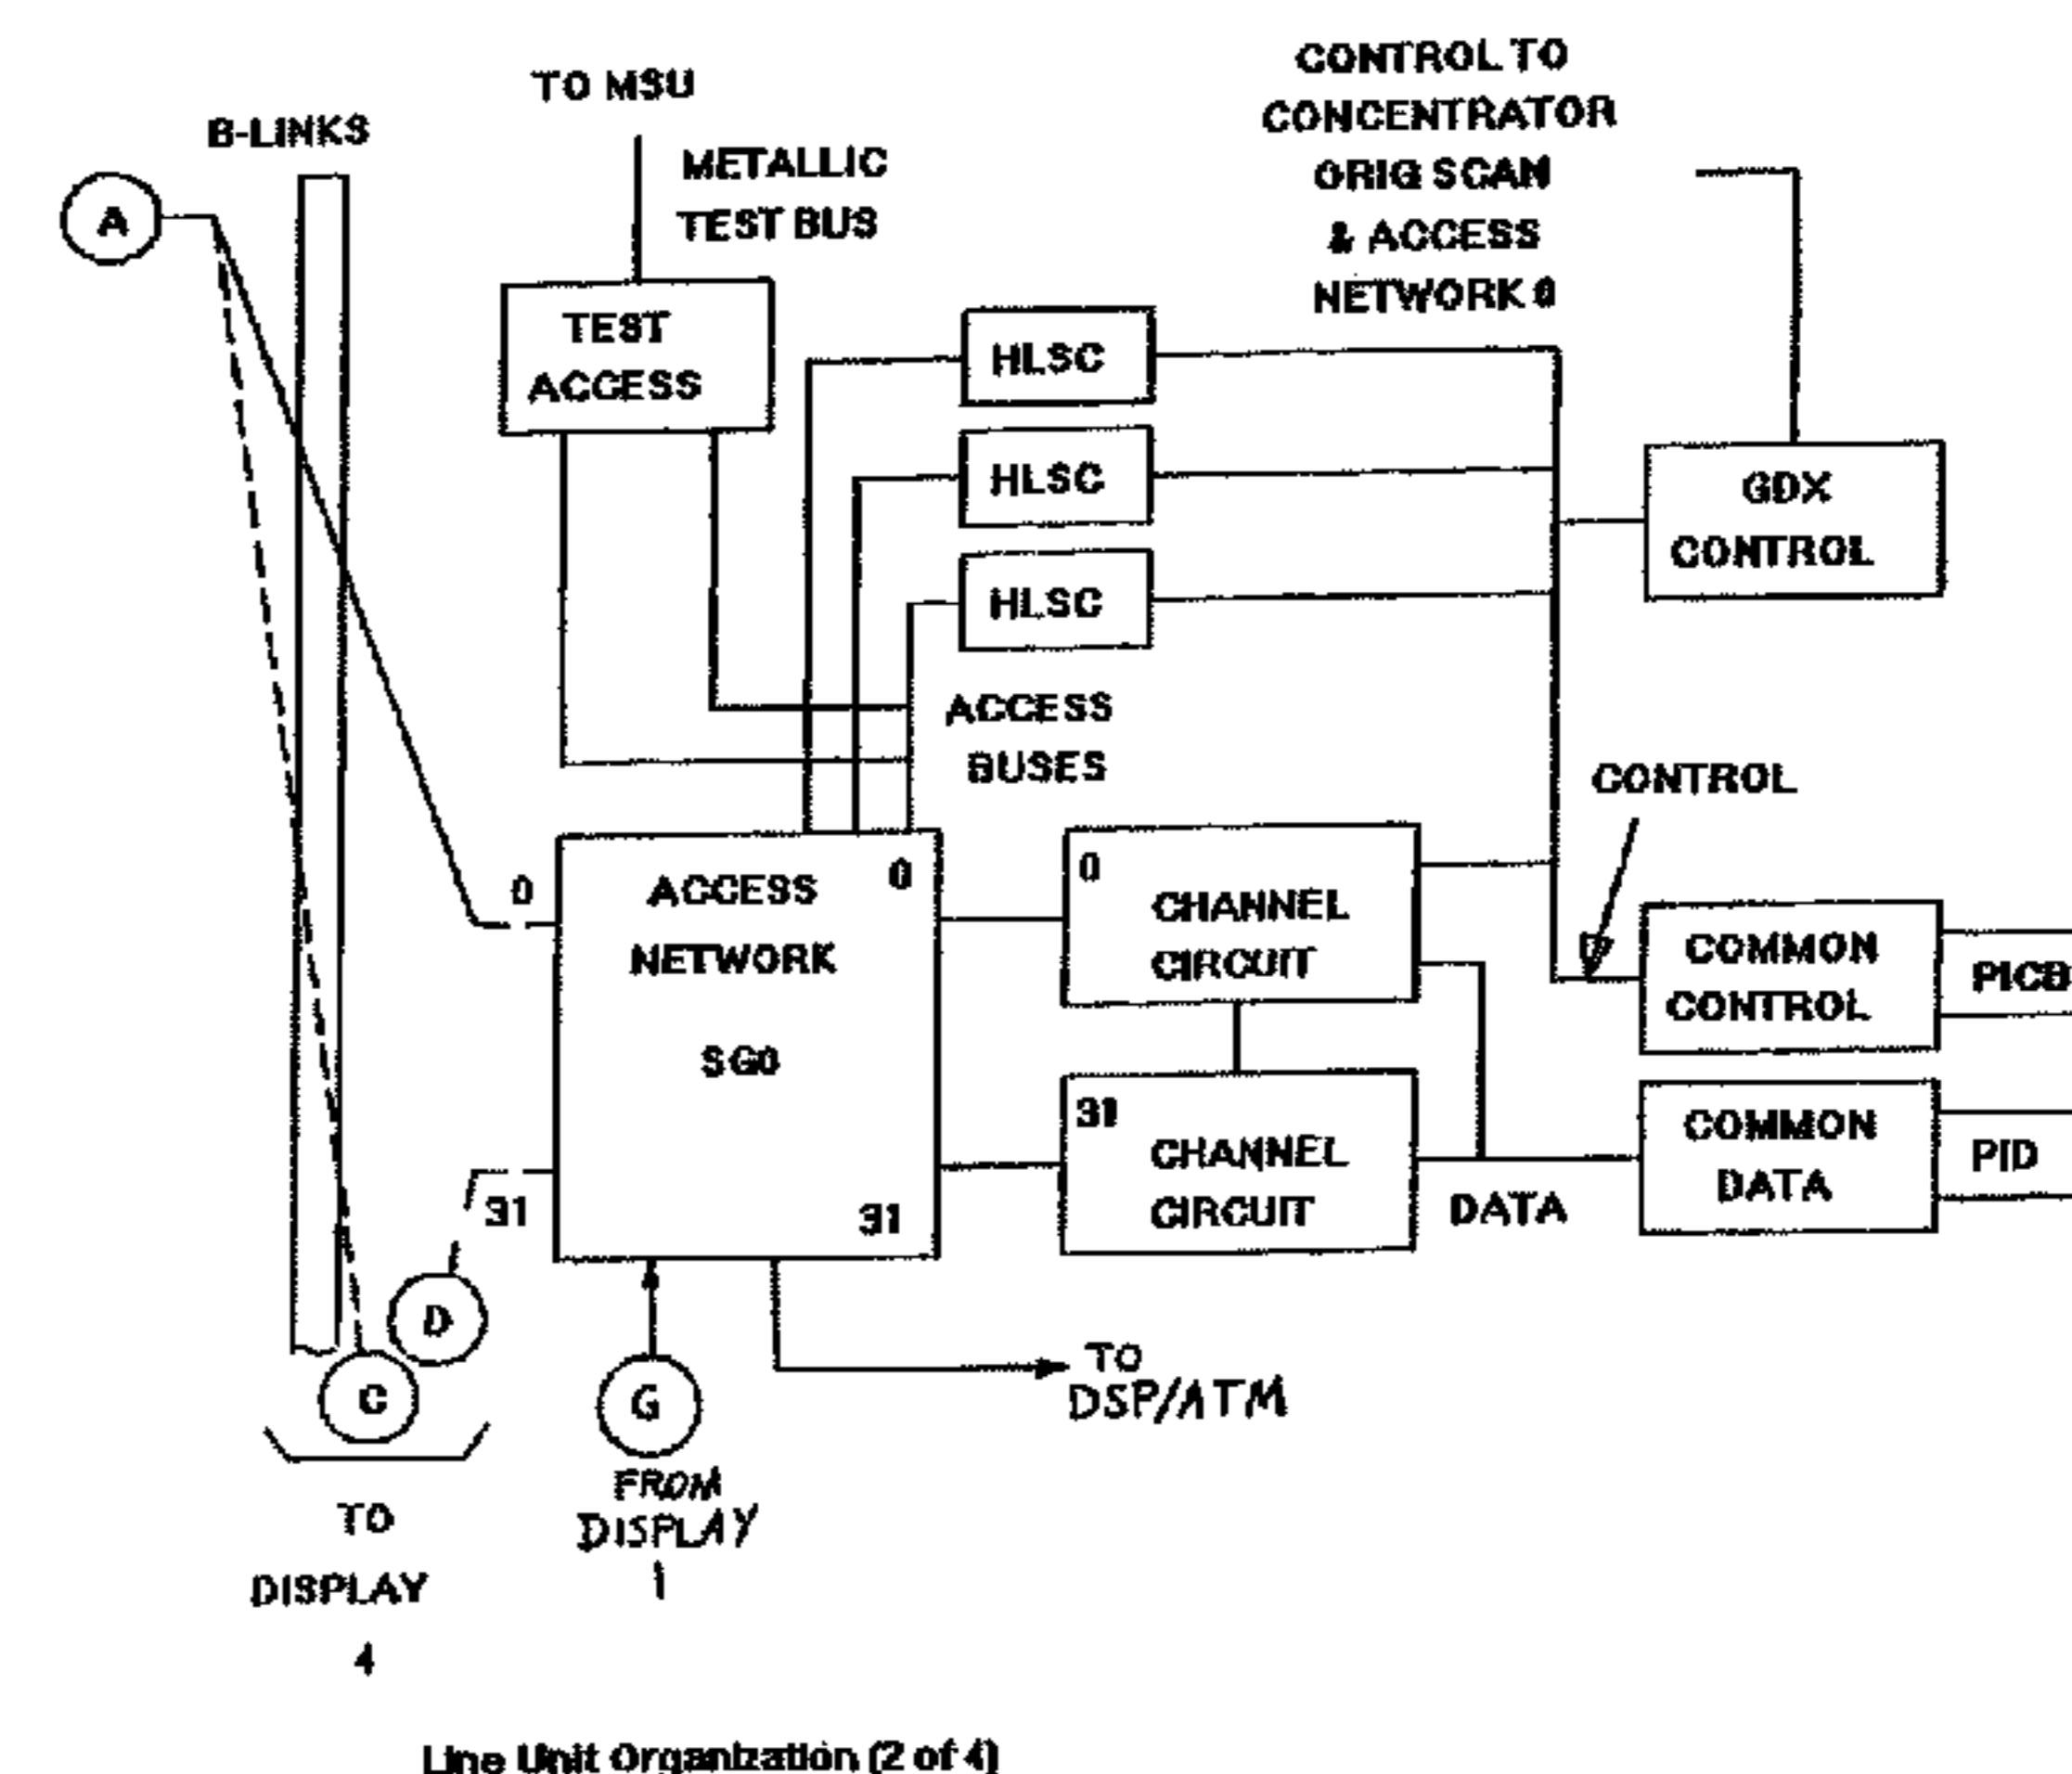 CONTROL TO
CONCENTRATOR
ORIG SCAN
& ACCESS
NETWORK 0
TO MSU
METALLIC
TEST BUS
B-LINKS
A
TEST
ACCESS
HLSC
HLSC
HLSC
GDX
CONTROL
ACCESS
BUSES
CONTROL
0
ACCESS
NETWORK
SG0
0
31
31
0
CHANNEL
CIRCUIT
31
CHANNEL
CIRCUIT
COMMON
CONTROL
PICB
COMMON
DATA
PID
DATA
D
C
G
TO
DSP/ATM
FROM
DISPLAY
1
TO
DISPLAY
4
Line Unit Organization (2 of 4)